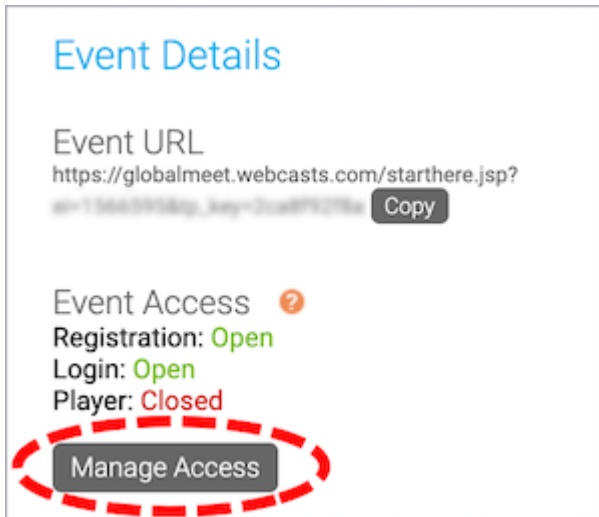 Event Details
Event URL
https://globalmeet.webcasts.com/starthere.jsp?
Copy
Event Access ?
Registration: Open
Login: Open
Player: Closed
Manage Access